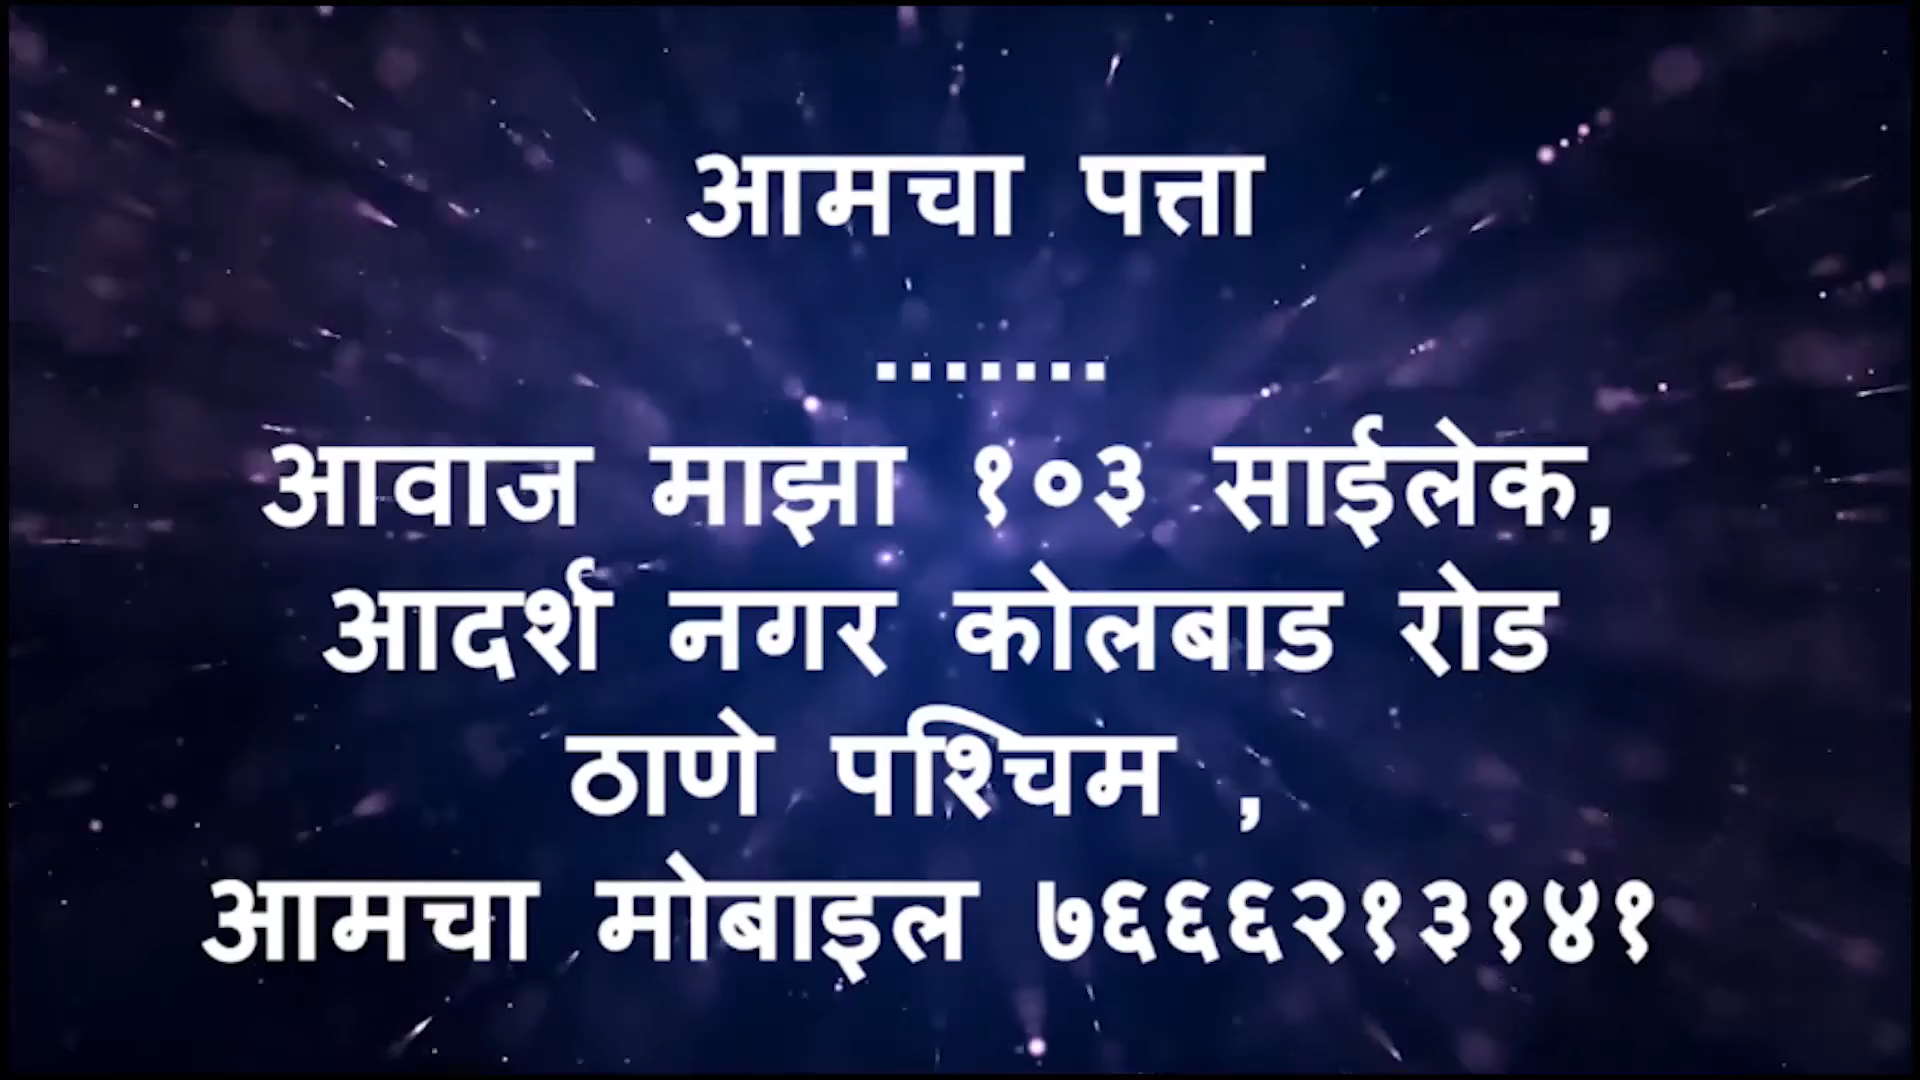 आमचा पत्ता
.......
आवाज माझा १०३ साईलेक,
आदर्श नगर कोलबाड रोड
ठाणे पश्चिम ,
आमचा मोबाइल ७६६६२१३१४१